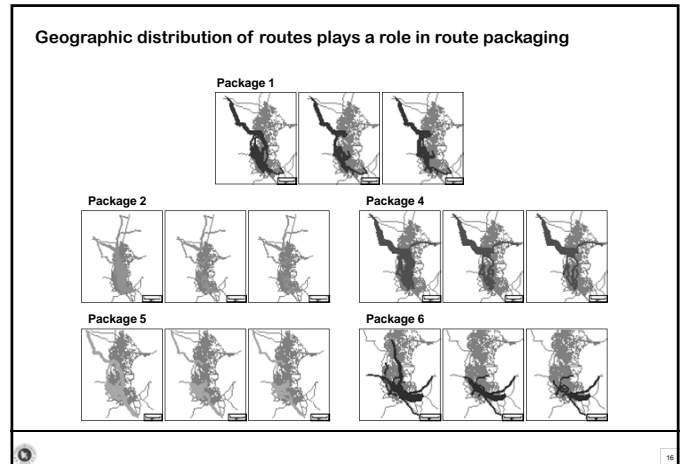 Geographic distribution of routes plays a role in route packaging
Package 1
Package 2
Package 4
Package 5
Package 6
16